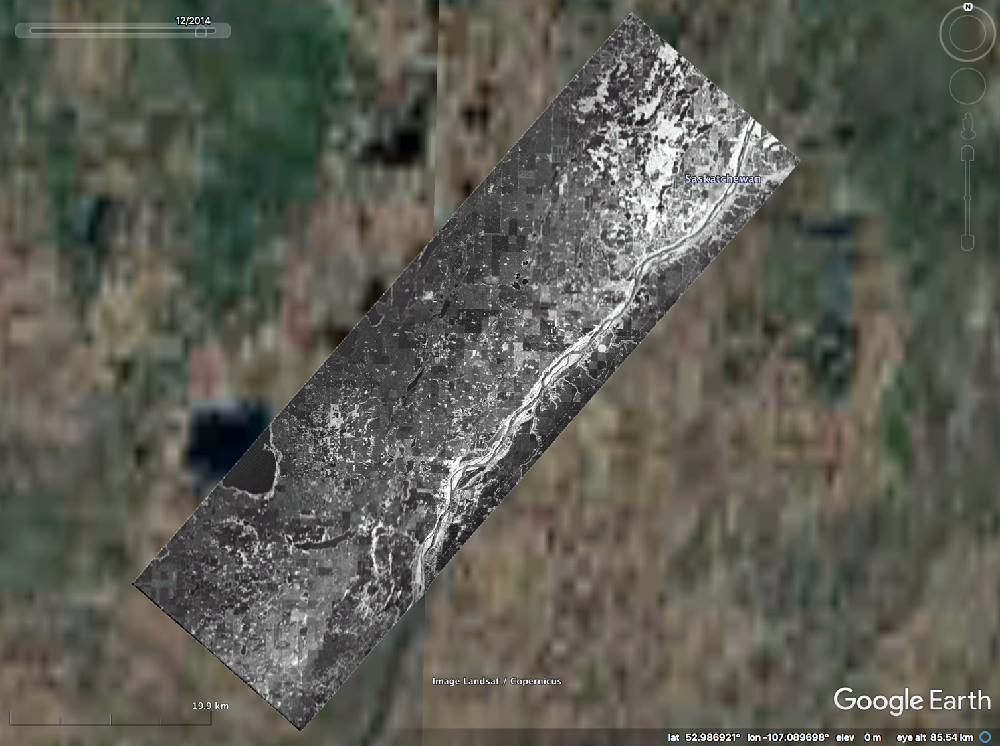 12/2014
N
Saskatchewan
Image Landsat / Copernicus
19.9 km
Google Earth
lat 52.986921° lon -107.089698° elev 0 m eye alt 85.54 km